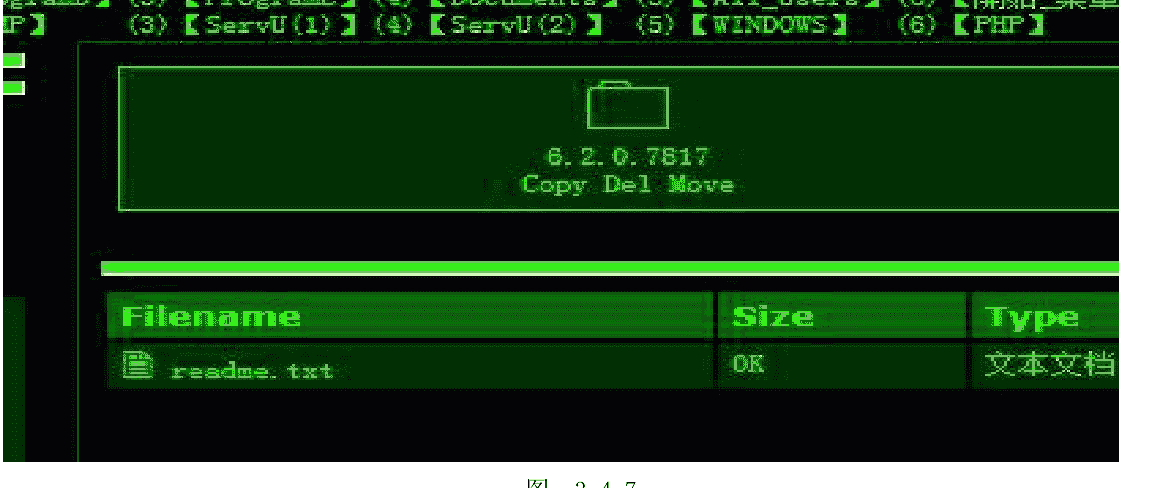 (3) 【ServU(1)】 (4) 【ServU(2)】 (5) 【WINDOWS】 (6) 【PHP】
6.2.0.7817
Copy Del Move
Filename Size Type
readme.txt 0K 文本文档